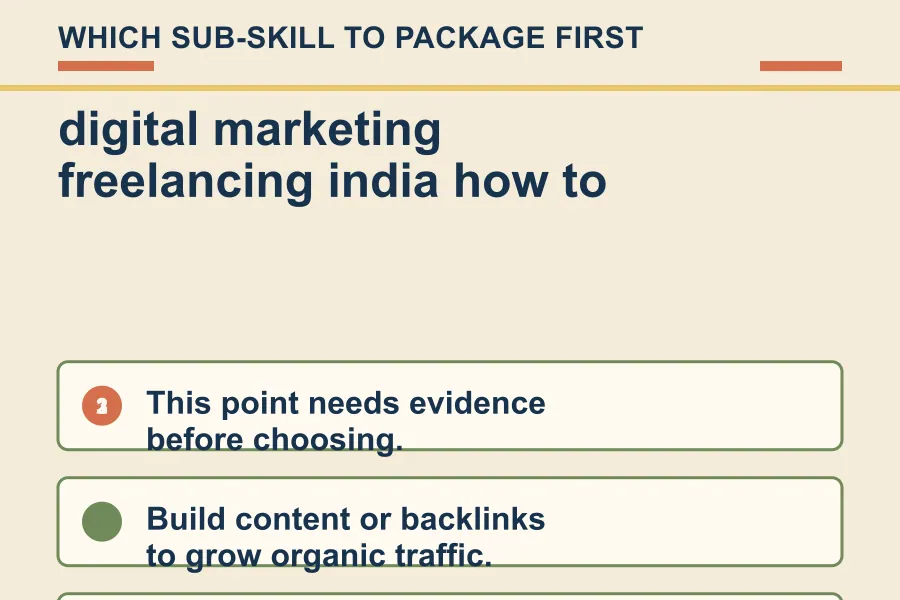 WHICH SUB-SKILL TO PACKAGE FIRST
digital marketing
freelancing india how to
This point needs evidence
before choosing.
Build content or backlinks
to grow organic traffic.